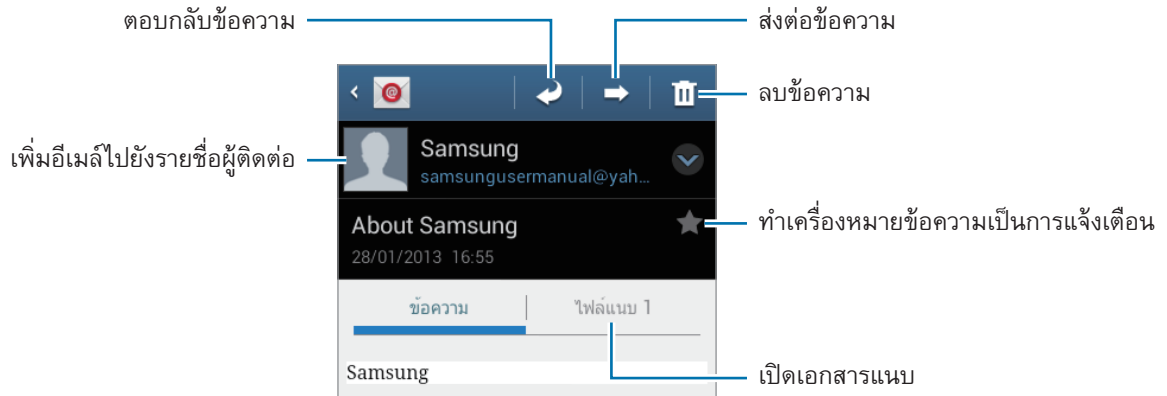 ตอบกลับข้อความ
ส่งต่อข้อความ
ลบข้อความ
เพิ่มอีเมล์ไปยังรายชื่อผู้ติดต่อ
Samsung
samsungusermanual@yah...
About Samsung
ทำเครื่องหมายข้อความเป็นการแจ้งเตือน
28/01/2013 16:55
ข้อความ
ไฟล์แนบ 1
Samsung
เปิดเอกสารแนบ